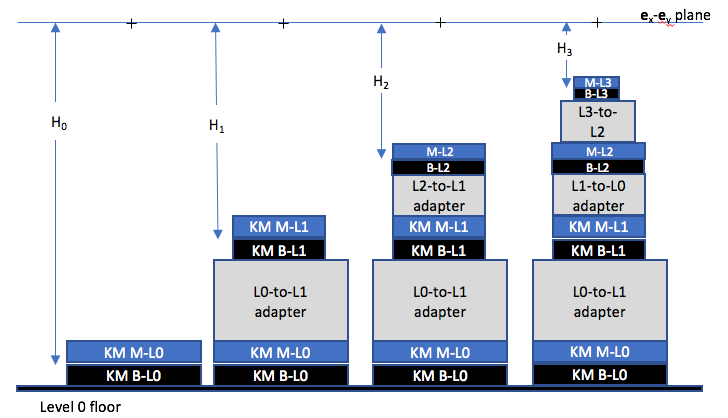 eₓ-eᵧ plane
H₃
H₂
H₀
H₁
M-L3
B-L3
L3-to-
L2
M-L2
B-L2
L2-to-L1
adapter
M-L2
B-L2
L1-to-L0
adapter
KM M-L1
KM B-L1
KM M-L1
KM B-L1
KM M-L1
KM B-L1
L0-to-L1
adapter
L0-to-L1
adapter
L0-to-L1
adapter
KM M-L0
KM B-L0
KM M-L0
KM B-L0
KM M-L0
KM B-L0
KM M-L0
KM B-L0
Level 0 floor